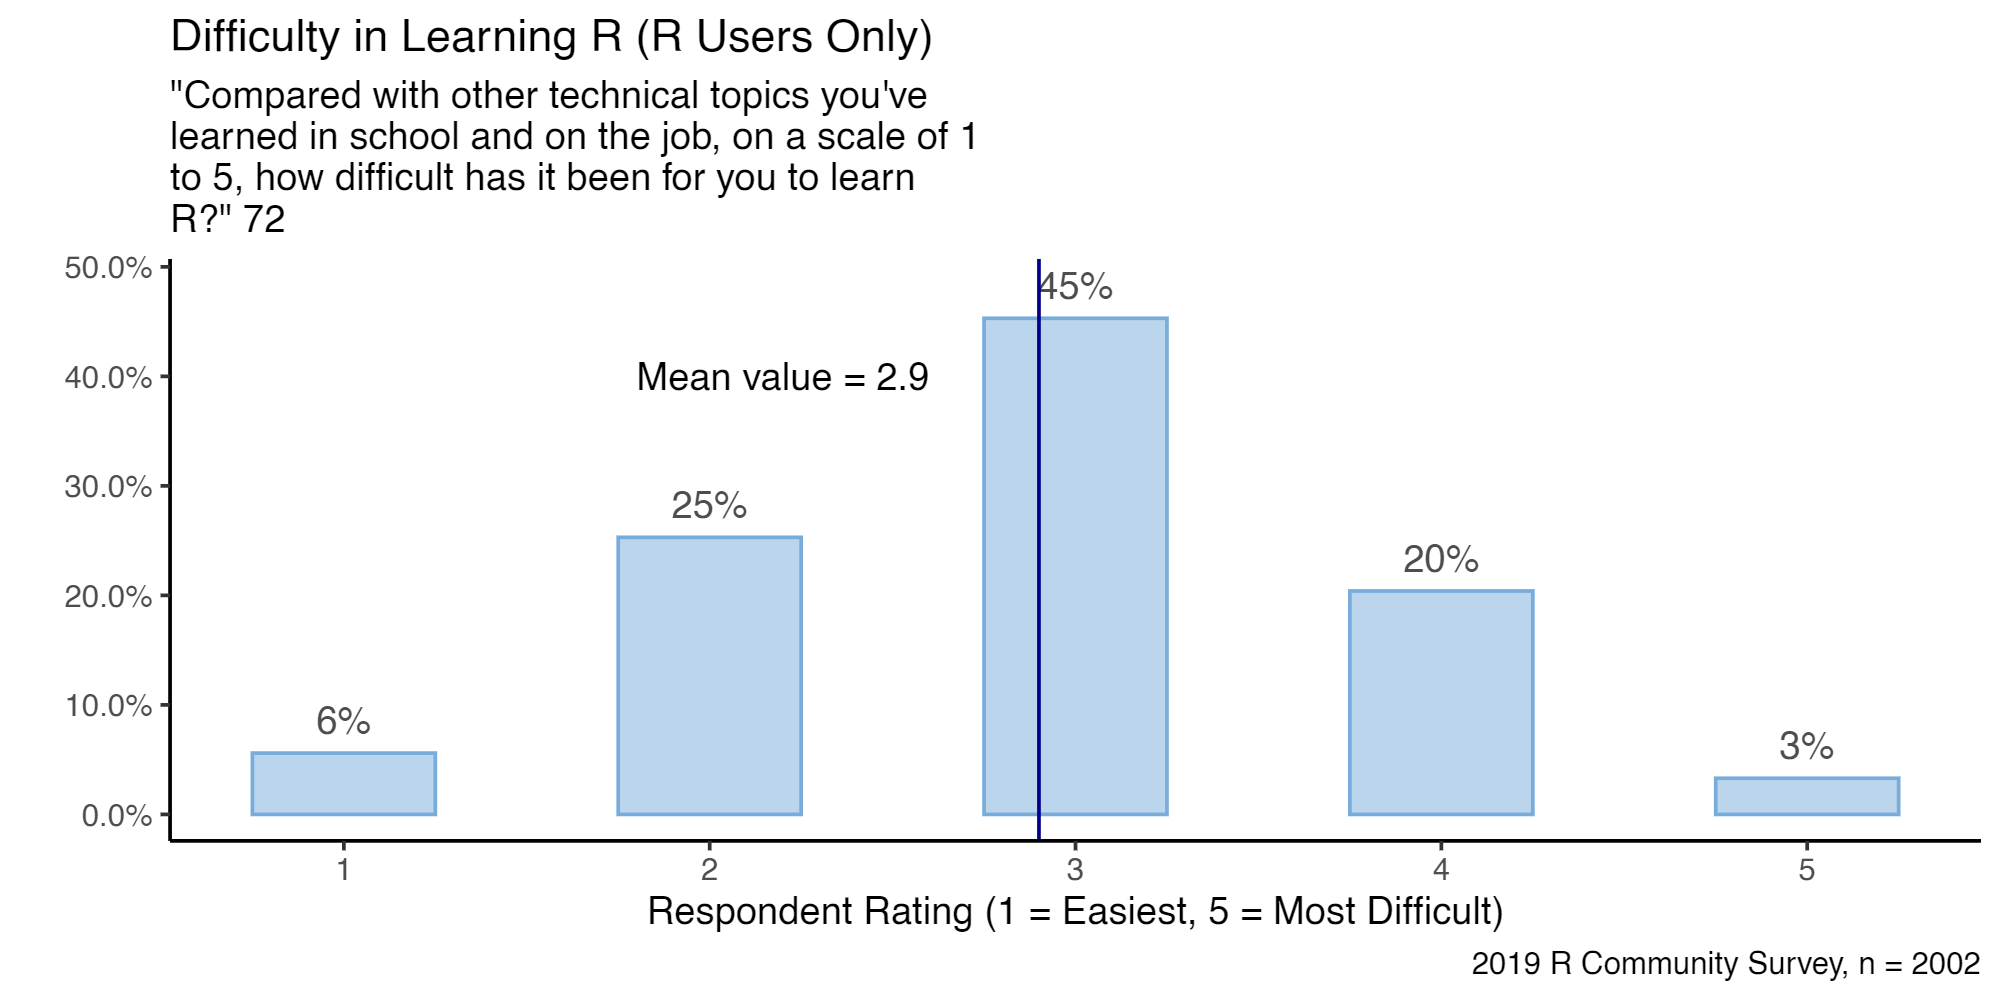 Difficulty in Learning R (R Users Only)
"Compared with other technical topics you've
learned in school and on the job, on a scale of 1
to 5, how difficult has it been for you to learn
R?" 72
50.0%
45%
40.0%
Mean value = 2.9
30.0%
25%
20.0%
20%
10.0%
6%
3%
0.0%
1 2 3 4 5
Respondent Rating (1 = Easiest, 5 = Most Difficult)
2019 R Community Survey, n = 2002